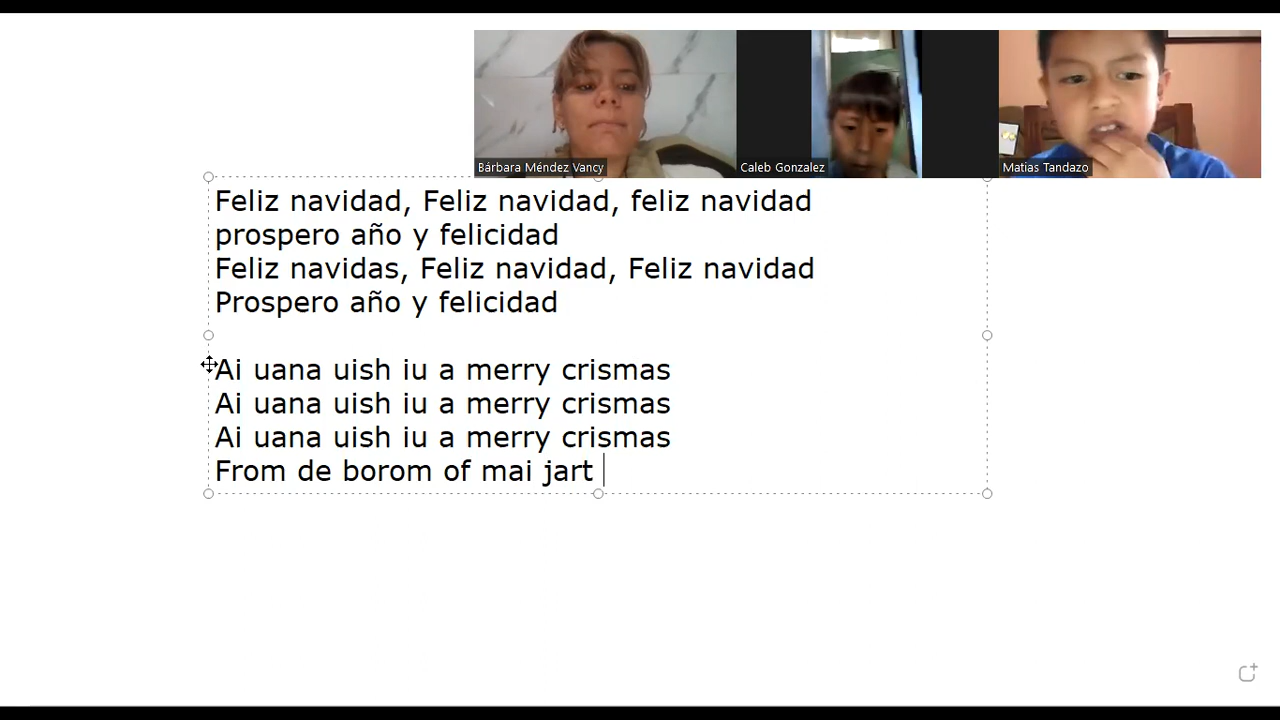 Bárbara Méndez Vancy
Caleb Gonzalez
Matias Tandazo
Feliz navidad, Feliz navidad, feliz navidad
prospero año y felicidad
Feliz navidas, Feliz navidad, Feliz navidad
Prospero año y felicidad
Ai uana uish iu a merry crismas
Ai uana uish iu a merry crismas
Ai uana uish iu a merry crismas
From de borom of mai jart